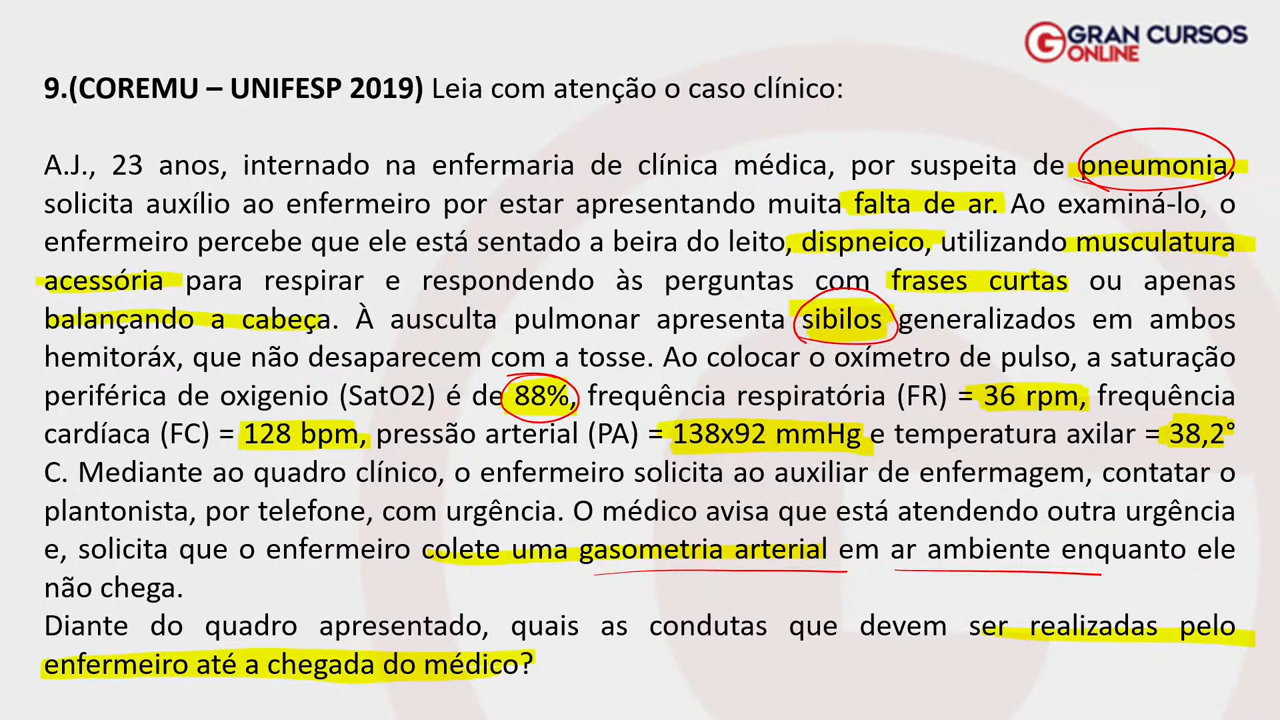 GRAN CURSOS
ONLINE
9.(COREMU – UNIFESP 2019) Leia com atenção o caso clínico:
A.J., 23 anos, internado na enfermaria de clínica médica, por suspeita de pneumonia,
solicita auxílio ao enfermeiro por estar apresentando muita falta de ar. Ao examiná-lo, o
enfermeiro percebe que ele está sentado a beira do leito, dispneico, utilizando musculatura
acessória para respirar e respondendo às perguntas com frases curtas ou apenas
balançando a cabeça. À ausculta pulmonar apresenta sibilos generalizados em ambos
hemitoráx, que não desaparecem com a tosse. Ao colocar o oxímetro de pulso, a saturação
periférica de oxigenio (SatO2) é de 88%, frequência respiratória (FR) = 36 rpm, frequência
cardíaca (FC) = 128 bpm, pressão arterial (PA) = 138x92 mmHg e temperatura axilar = 38,2°
C. Mediante ao quadro clínico, o enfermeiro solicita ao auxiliar de enfermagem, contatar o
plantonista, por telefone, com urgência. O médico avisa que está atendendo outra urgência
e, solicita que o enfermeiro colete uma gasometria arterial em ar ambiente enquanto ele
não chega.
Diante do quadro apresentado, quais as condutas que devem ser realizadas pelo
enfermeiro até a chegada do médico?